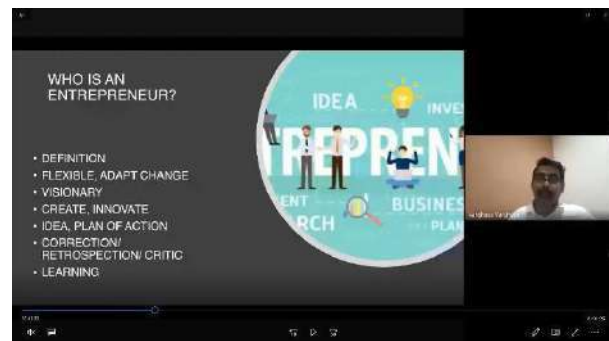 WHO IS AN
ENTREPRENEUR?
• DEFINITION
• FLEXIBLE, ADAPT CHANGE
• VISIONARY
• CREATE, INNOVATE
• IDEA, PLAN OF ACTION
• CORRECTION/
RETROSPECTION/ CRITIC
• LEARNING
IDEA
INVES
TREPREN
ENT
BUSINES
RCH
PLAN